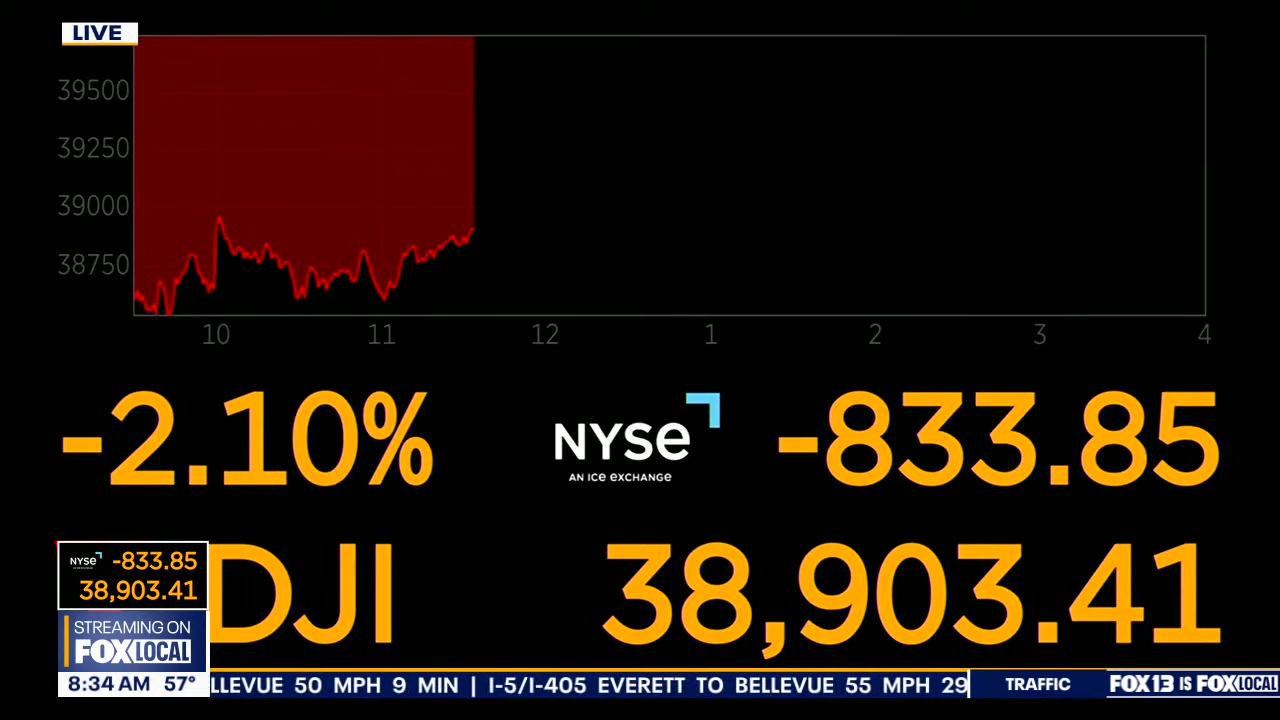 LIVE
39500
39250
39000
38750
10 11 12 1 2 3 4
-2.10%
NYSE
AN ICE EXCHANGE
-833.85
DJI
38,903.41
NYSE -833.85
38,903.41
STREAMING ON
FOX LOCAL
8:34 AM 57°
LLEVUE 50 MPH 9 MIN | I-5/I-405 EVERETT TO BELLEVUE 55 MPH 29
TRAFFIC
FOX 13 IS FOX LOCAL